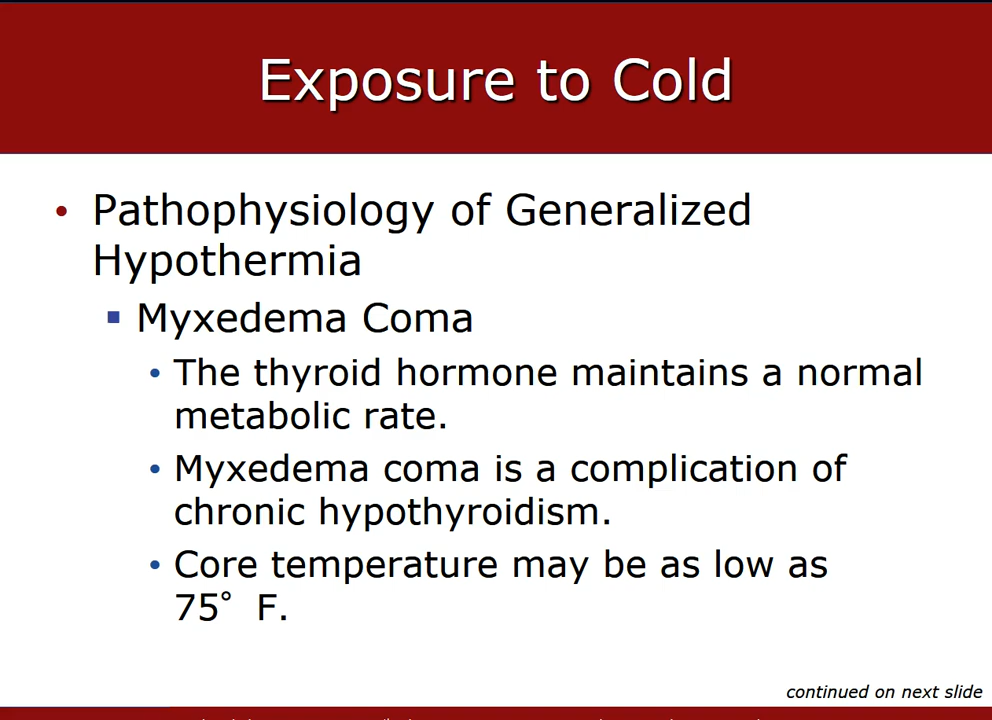 Exposure to Cold
• Pathophysiology of Generalized
Hypothermia
▪ Myxedema Coma
• The thyroid hormone maintains a normal
metabolic rate.
• Myxedema coma is a complication of
chronic hypothyroidism.
• Core temperature may be as low as
75° F.
continued on next slide